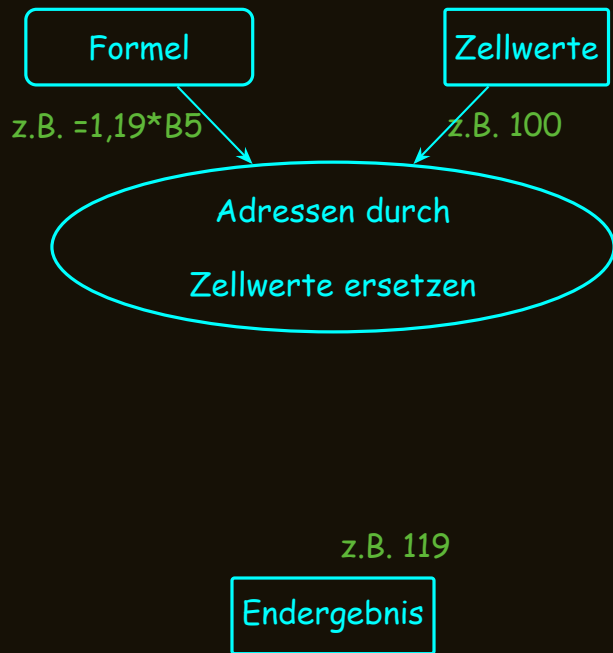 Formel
Zellwerte
z.B. =1,19*B5
z.B. 100
Adressen durch
Zellwerte ersetzen
z.B. 119
Endergebnis